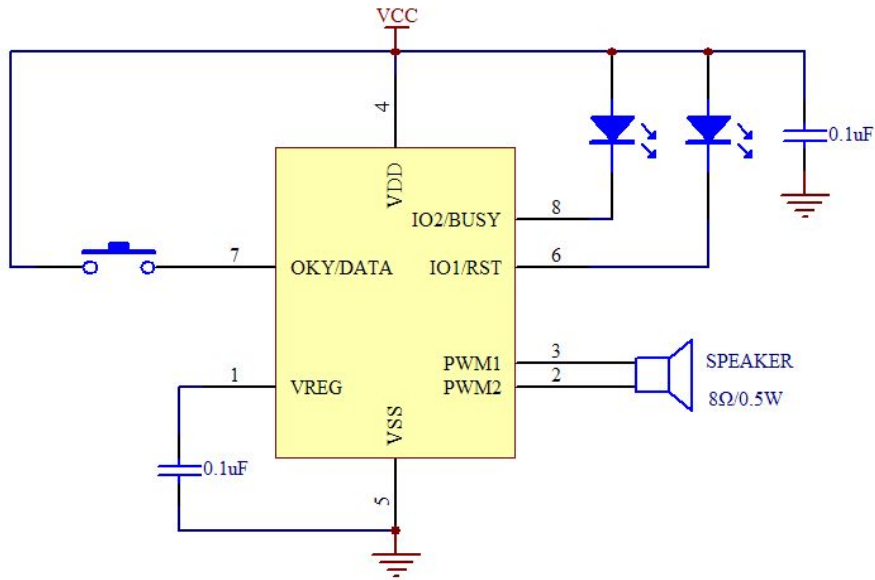 VCC
4
VDD
0.1uF
IO2/BUSY
8
7
OKY/DATA
IO1/RST
6
PWM1
3
SPEAKER
1
VREG
PWM2
2
8Ω/0.5W
VSS
0.1uF
5